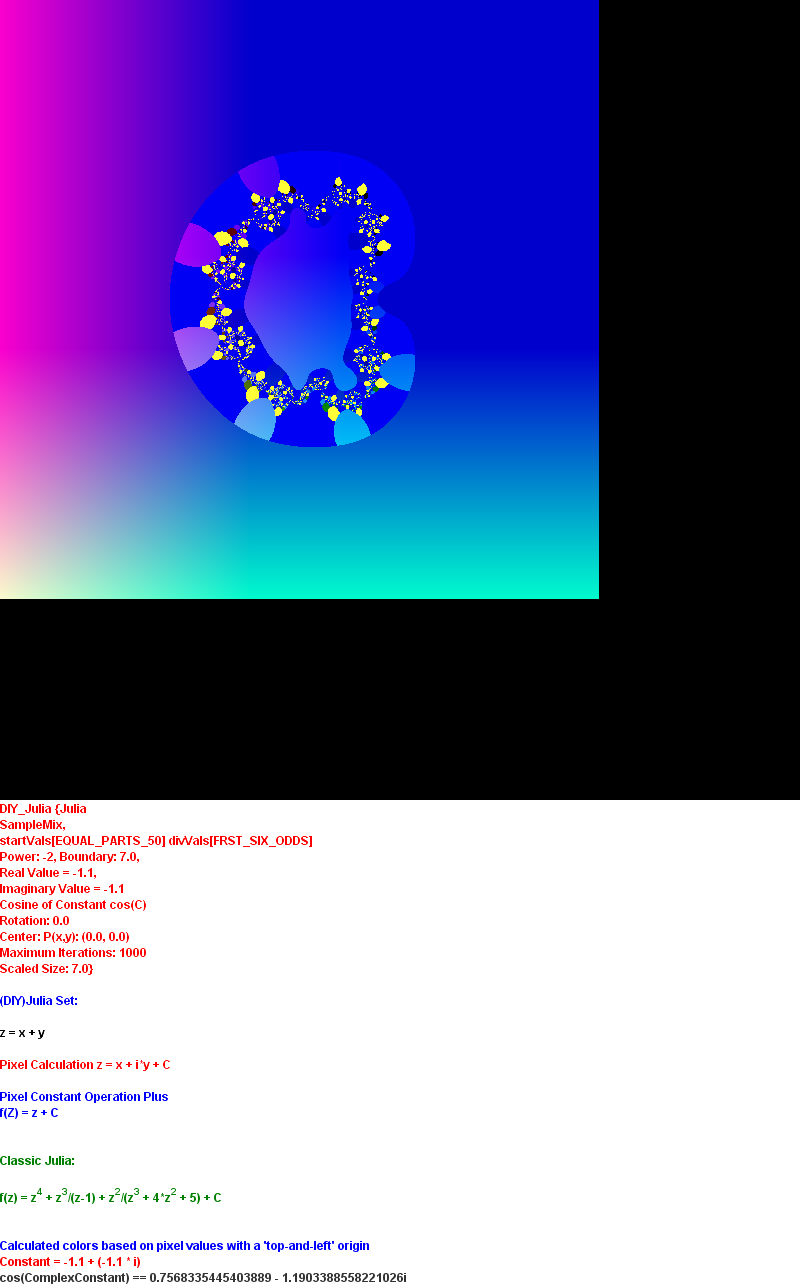 DIY_Julia {Julia
SampleMix,
startVals[EQUAL_PARTS_50] divVals[FRST_SIX_ODDS]
Power: -2, Boundary: 7.0,
Real Value = -1.1,
Imaginary Value = -1.1
Cosine of Constant cos(C)
Rotation: 0.0
Center: P(x,y): (0.0, 0.0)
Maximum Iterations: 1000
Scaled Size: 7.0}
(DIY)Julia Set:
z = x + y
Pixel Calculation z = x + i*y + C
Pixel Constant Operation Plus
f(Z) = z + C
Classic Julia:
f(z) = z^4 + z^3/(z-1) + z^2/(z^3 + 4*z^2 + 5) + C
Calculated colors based on pixel values with a 'top-and-left' origin
Constant = -1.1 + (-1.1 * i)
cos(ComplexConstant) == 0.7568335445403889 - 1.1903388558221026i